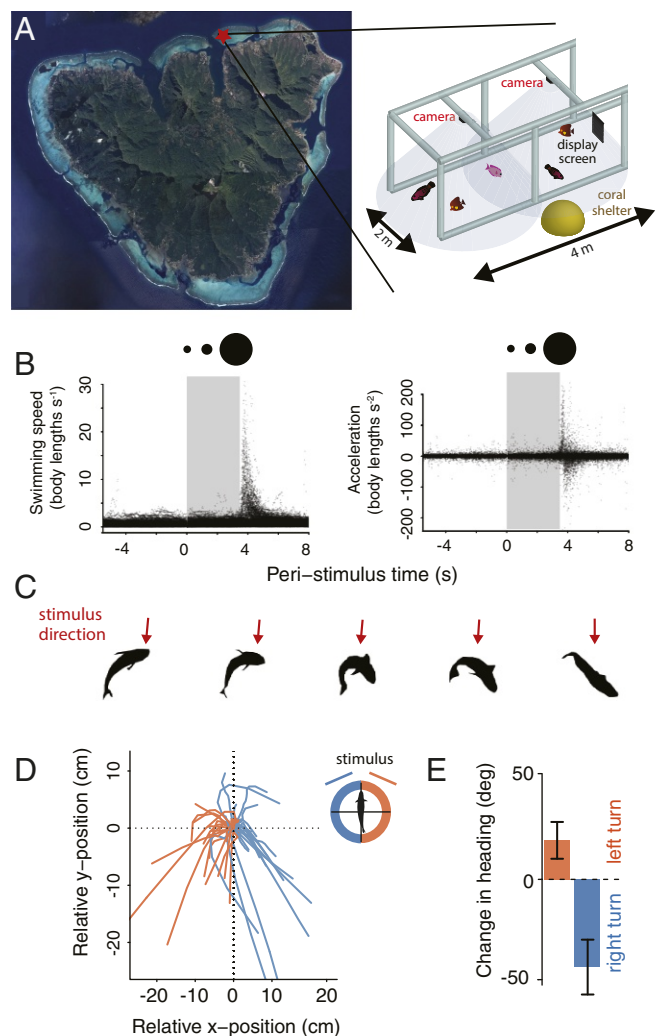 A
camera
camera
display
screen
coral
shelter
2 m
4 m
B
Swimming speed
(body lengths s⁻¹)
0 10 20 30
-4 0 4 8
Acceleration
(body lengths s⁻²)
-200 -100 0 100 200
-4 0 4 8
Peri-stimulus time (s)
C
stimulus
direction
D
Relative y-position (cm)
10
0
-10
-20
-20 -10 0 10 20
Relative x-position (cm)
stimulus
E
Change in heading (deg)
50
0
-50
left turn
right turn